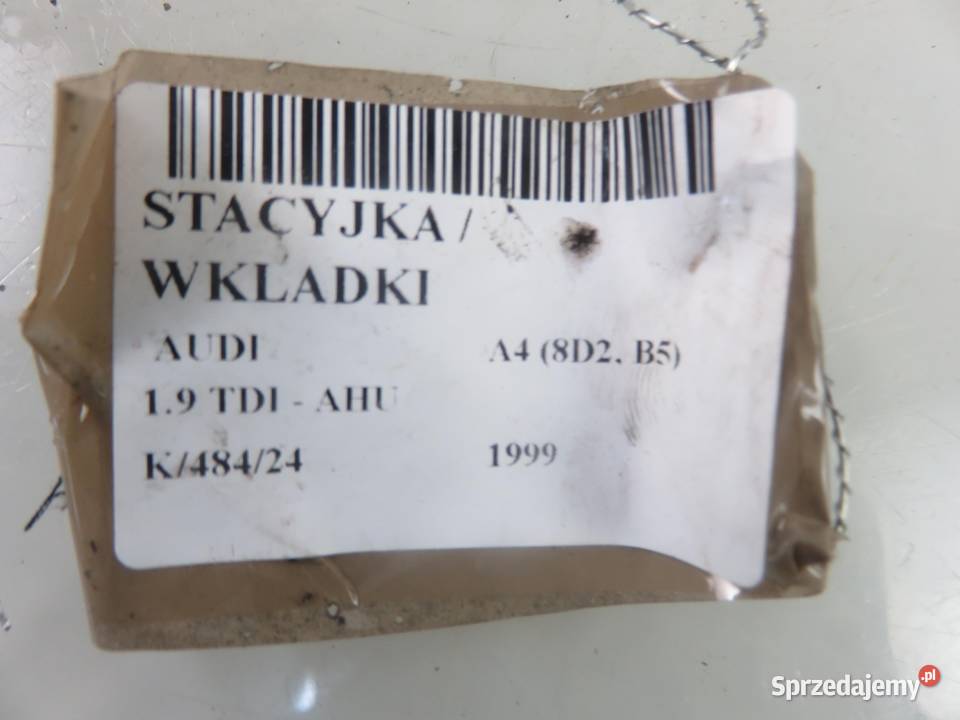 STACYJKA /
WKLADKI
AUDI A4 (8D2, B5)
1.9 TDI - AHU
K/484/24 1999
Sprzedajemy.pl